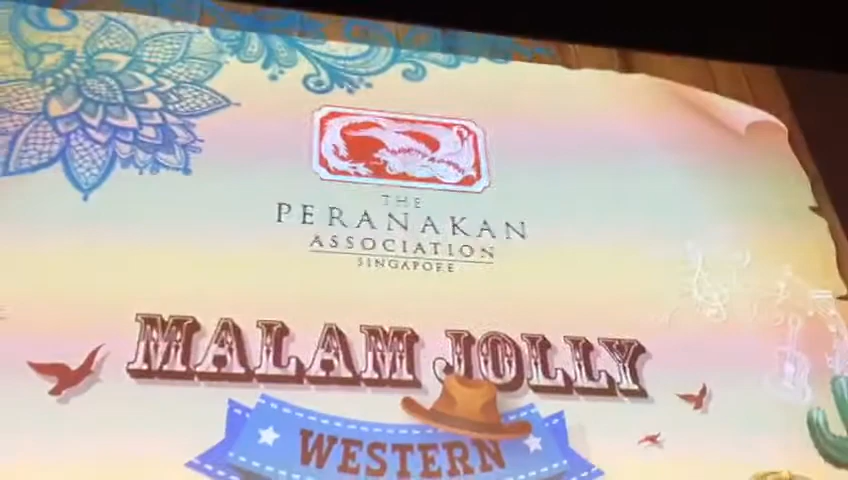 THE
PERANAKAN
ASSOCIATION
SINGAPORE
MALAM JOLLY
WESTERN